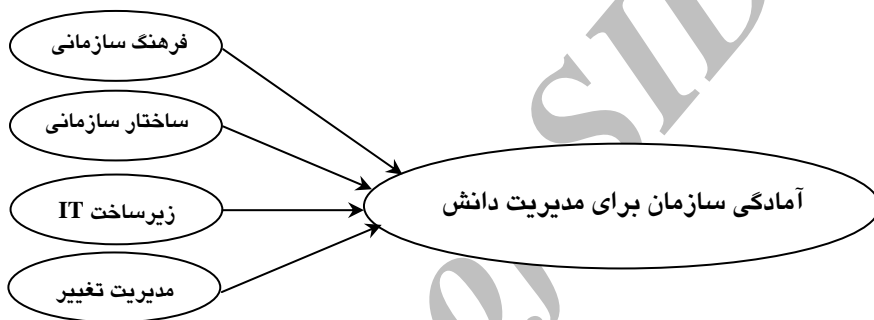 فرهنگ سازمانی
ساختار سازمانی
زیرساخت IT
مدیریت تغییر
آمادگی سازمان برای مدیریت دانش